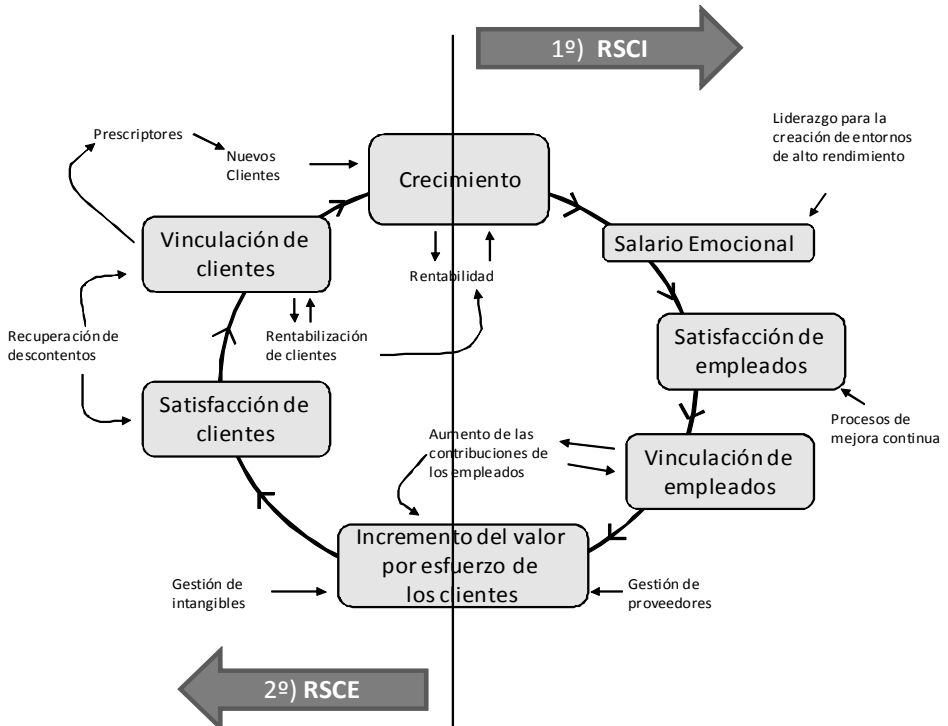 1º) RSCI
Liderazgo para la
creación de entornos
de alto rendimiento
Prescriptores
Nuevos
Clientes
Crecimiento
Vinculación de
clientes
Salario Emocional
Rentabilidad
Recuperación de
descontentos
Rentabilización
de clientes
Satisfacción de
empleados
Satisfacción de
clientes
Procesos de
mejora continua
Aumento de las
contribuciones de
los empleados
Vinculación de
empleados
Incremento del valor
por esfuerzo de
los clientes
Gestión de
intangibles
Gestión de
proveedores
2º) RSCE